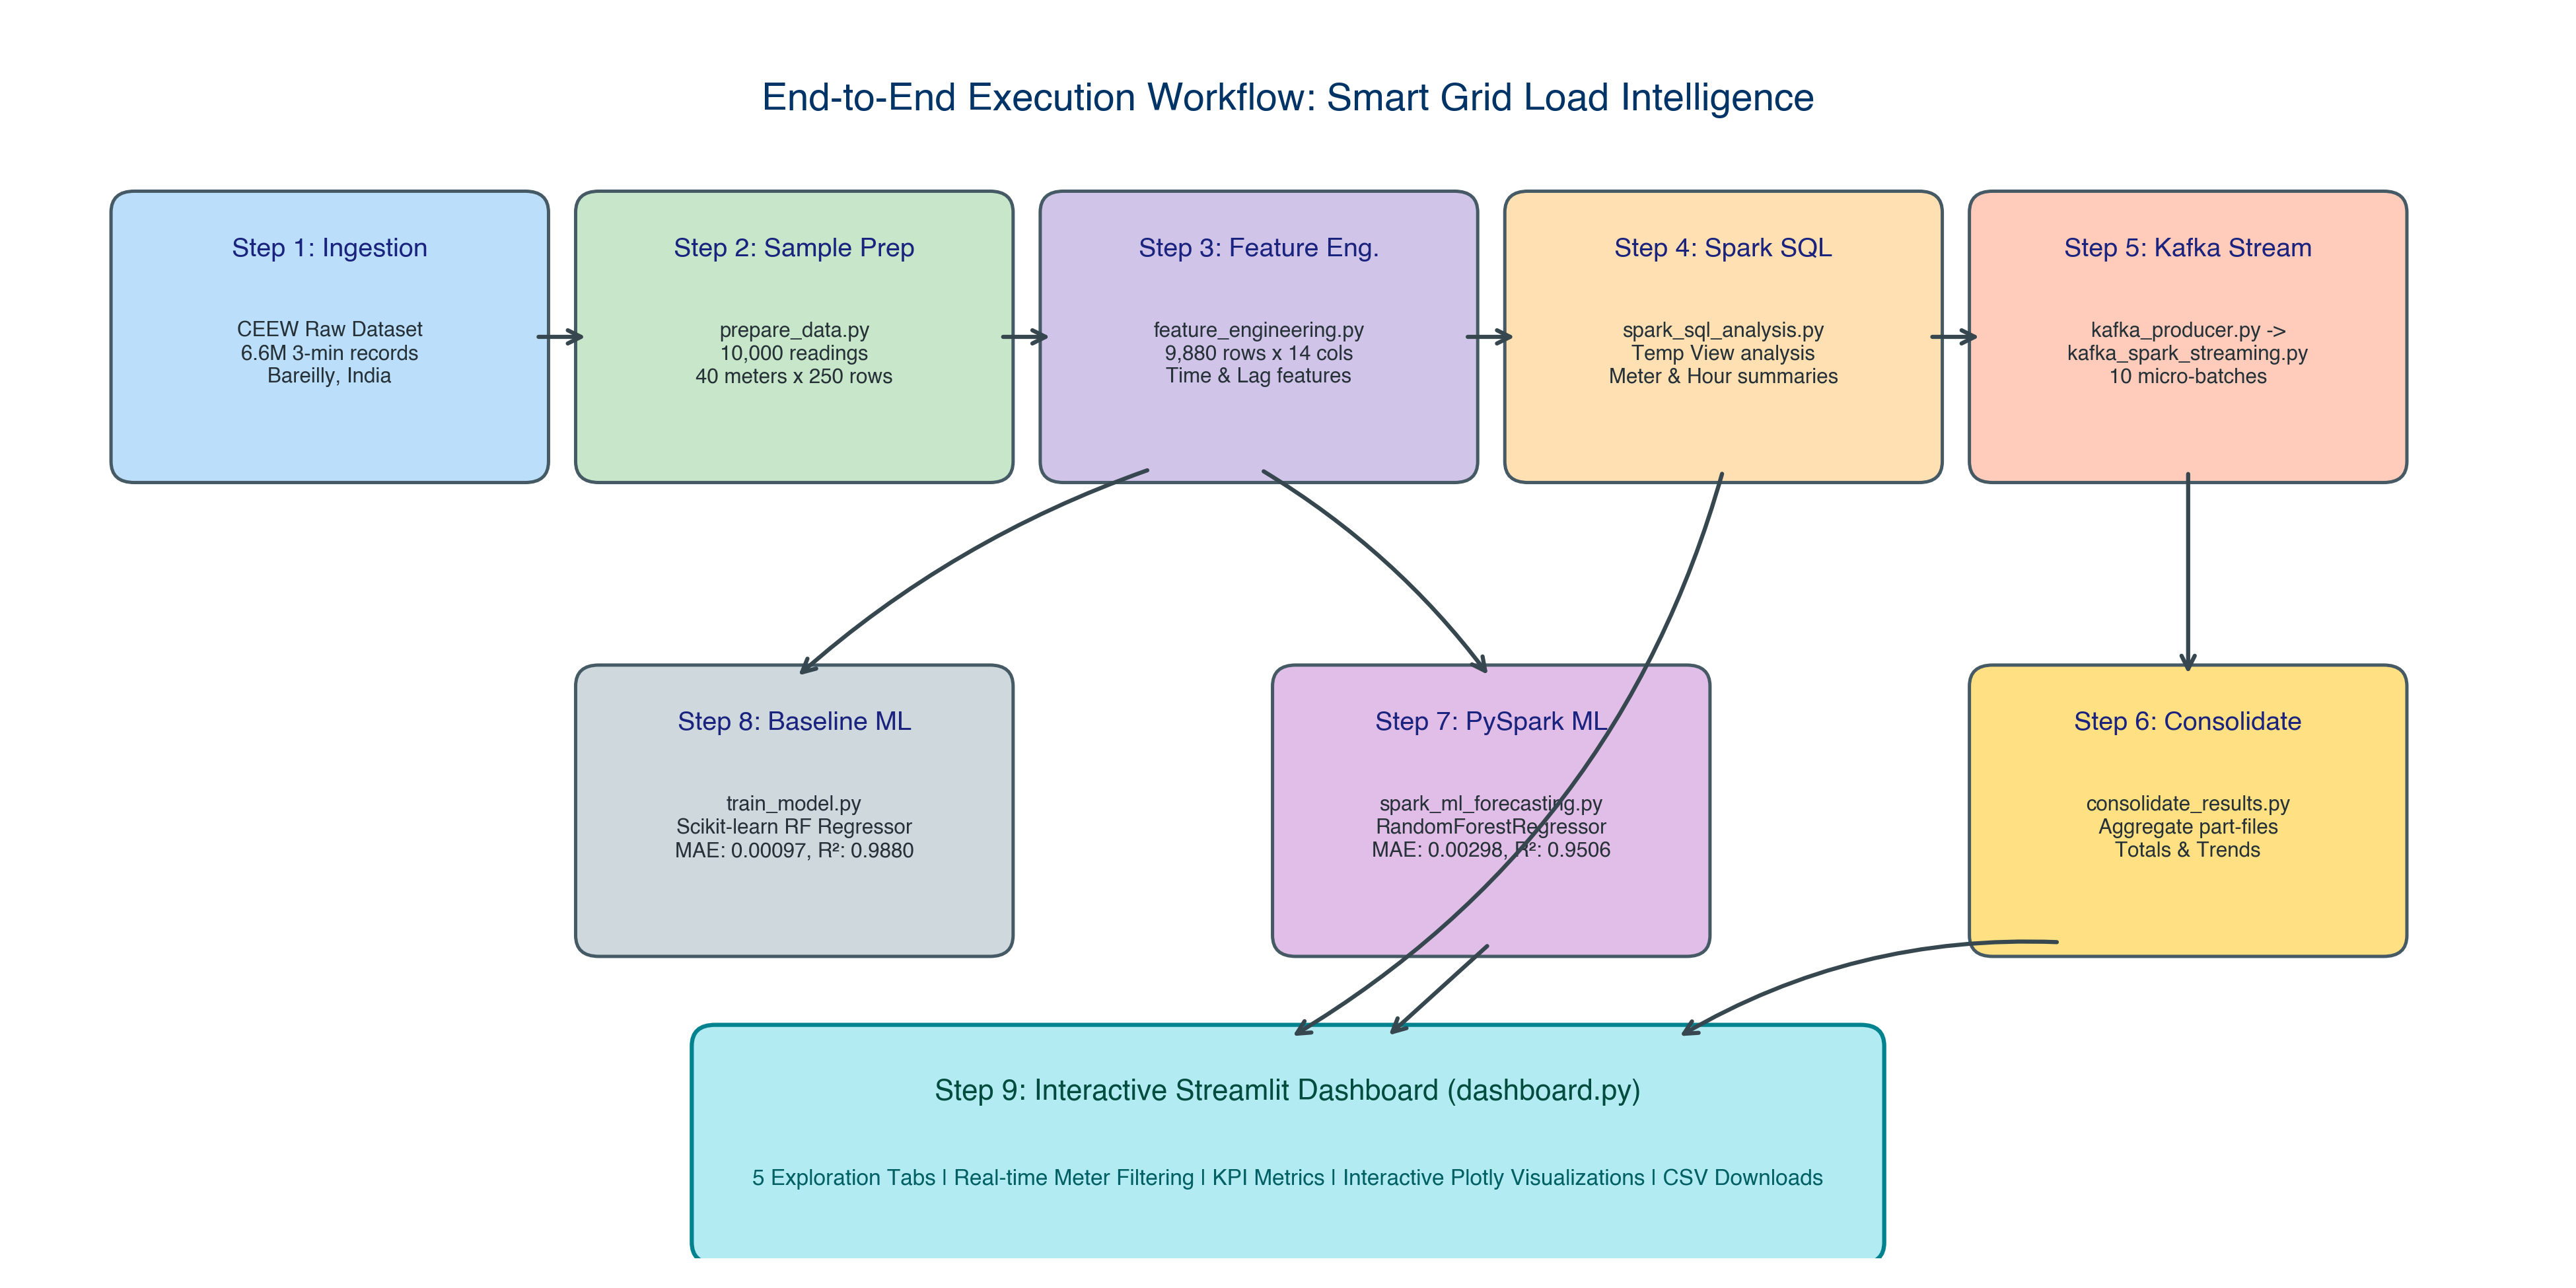 End-to-End Execution Workflow: Smart Grid Load Intelligence
Step 1: Ingestion
CEEW Raw Dataset
6.6M 3-min records
Bareilly, India
Step 2: Sample Prep
prepare_data.py
10,000 readings
40 meters x 250 rows
Step 3: Feature Eng.
feature_engineering.py
9,880 rows x 14 cols
Time & Lag features
Step 4: Spark SQL
spark_sql_analysis.py
Temp View analysis
Meter & Hour summaries
Step 5: Kafka Stream
kafka_producer.py ->
kafka_spark_streaming.py
10 micro-batches
Step 8: Baseline ML
train_model.py
Scikit-learn RF Regressor
MAE: 0.00097, R²: 0.9880
Step 7: PySpark ML
spark_ml_forecasting.py
RandomForestRegressor
MAE: 0.00298, R²: 0.9506
Step 6: Consolidate
consolidate_results.py
Aggregate part-files
Totals & Trends
Step 9: Interactive Streamlit Dashboard (dashboard.py)
5 Exploration Tabs | Real-time Meter Filtering | KPI Metrics | Interactive Plotly Visualizations | CSV Downloads